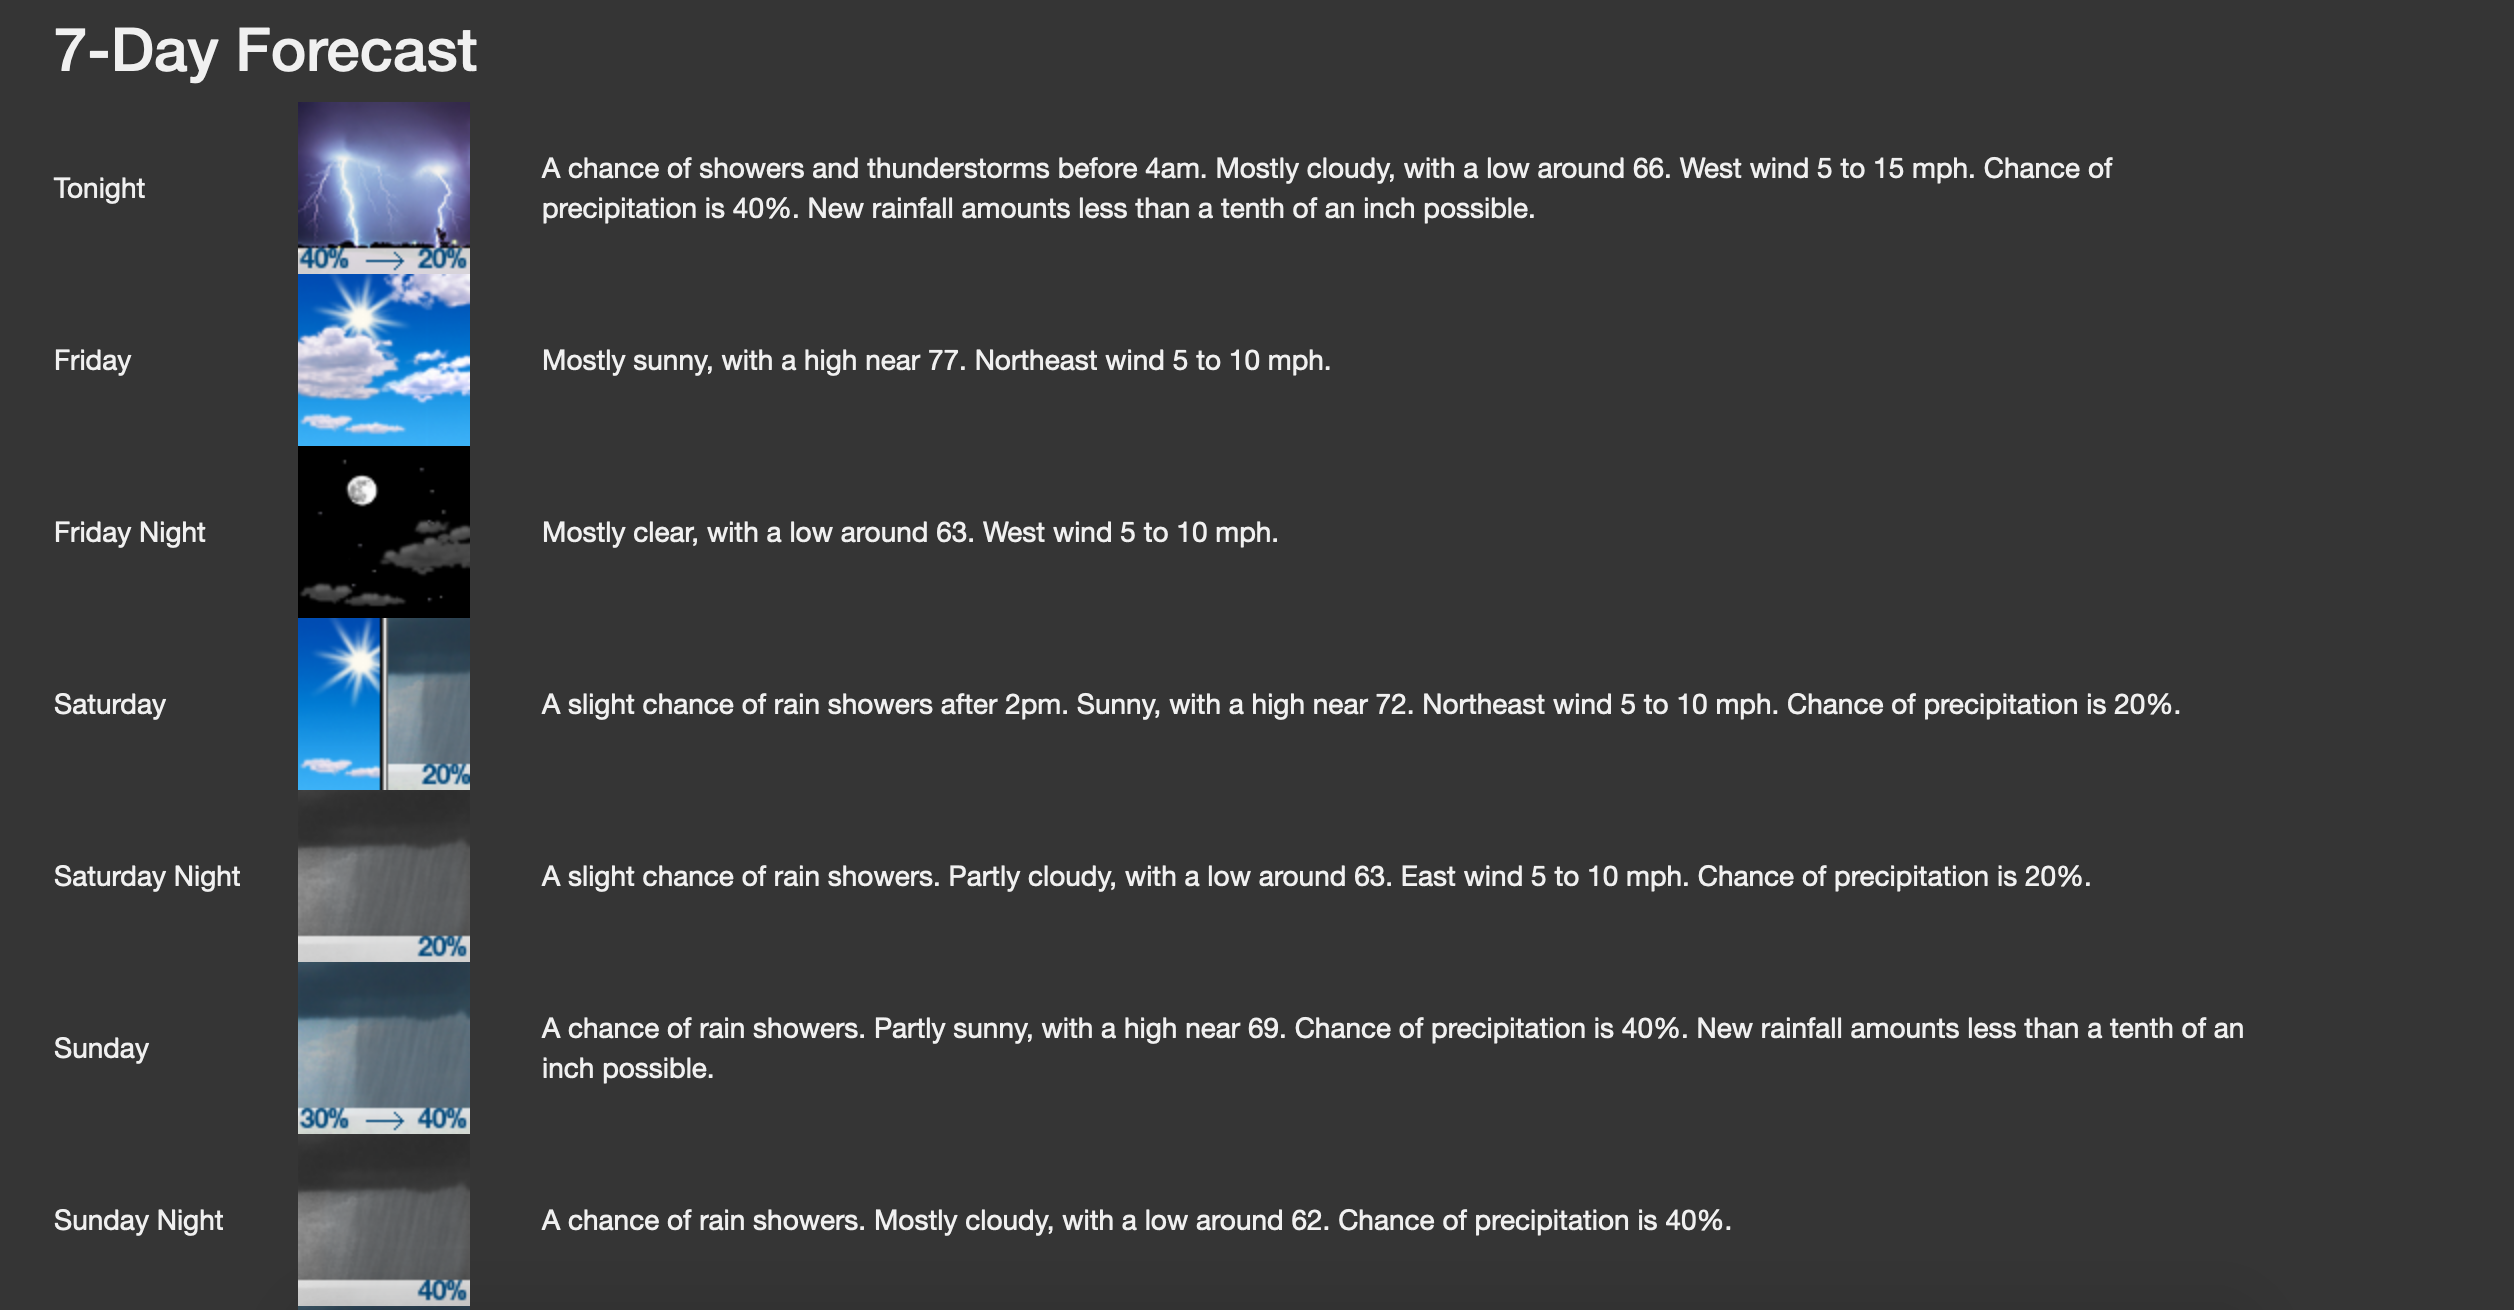 7-Day Forecast
Tonight
40% → 20%
A chance of showers and thunderstorms before 4am. Mostly cloudy, with a low around 66. West wind 5 to 15 mph. Chance of
precipitation is 40%. New rainfall amounts less than a tenth of an inch possible.
Friday
Mostly sunny, with a high near 77. Northeast wind 5 to 10 mph.
Friday Night
Mostly clear, with a low around 63. West wind 5 to 10 mph.
Saturday
20%
A slight chance of rain showers after 2pm. Sunny, with a high near 72. Northeast wind 5 to 10 mph. Chance of precipitation is 20%.
Saturday Night
20%
A slight chance of rain showers. Partly cloudy, with a low around 63. East wind 5 to 10 mph. Chance of precipitation is 20%.
Sunday
30% → 40%
A chance of rain showers. Partly sunny, with a high near 69. Chance of precipitation is 40%. New rainfall amounts less than a tenth of an
inch possible.
Sunday Night
40%
A chance of rain showers. Mostly cloudy, with a low around 62. Chance of precipitation is 40%.